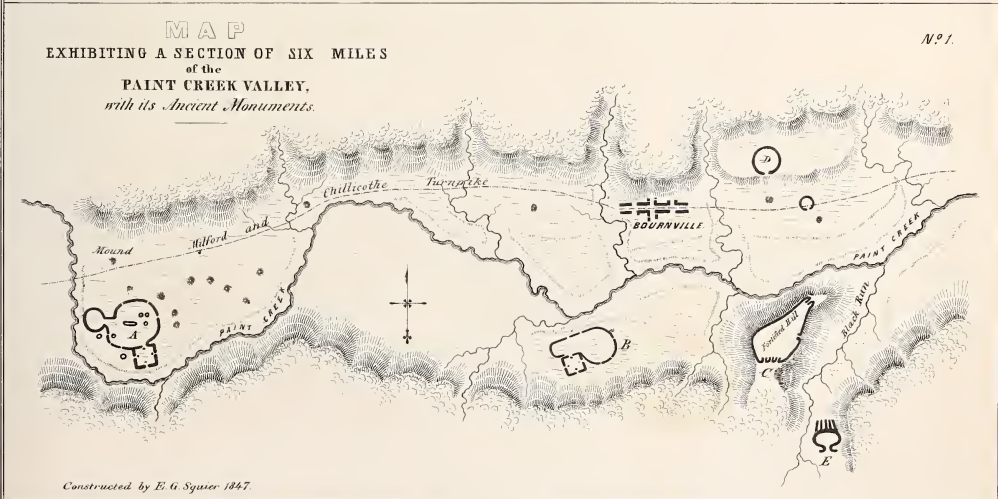 MAP
EXHIBITING A SECTION OF SIX MILES
of the
PAINT CREEK VALLEY,
with its Ancient Monuments.
Nº 1.
D
Milford and Chillicothe Turnpike
BOURNVILLE
Mound
PAINT CREEK
PAINT CREEK
A
B
Fortified Hill
C
Black Run
E
Constructed by E. G. Squier 1847.